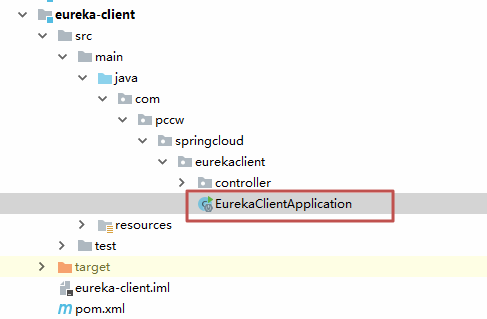 eureka-client
src
main
java
com
pccw
springcloud
eurekaclient
controller
EurekaClientApplication
resources
test
target
eureka-client.iml
pom.xml